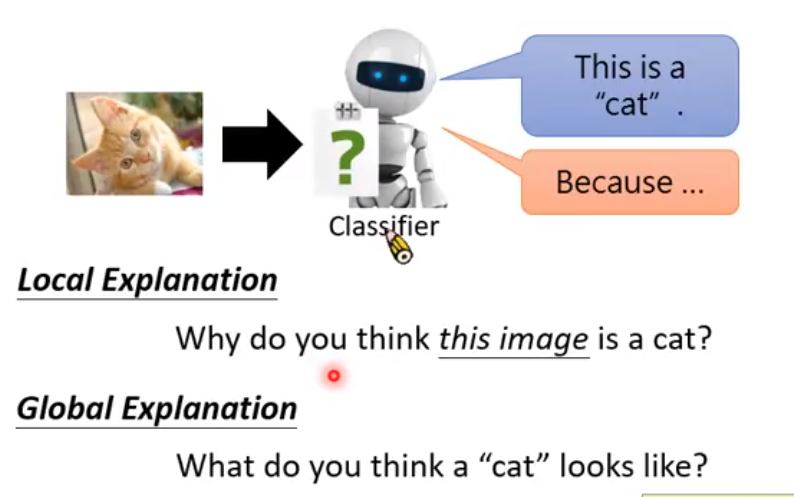 This is a
“cat” .
Because ...
?
Classifier
Local Explanation
Why do you think this image is a cat?
Global Explanation
What do you think a “cat” looks like?